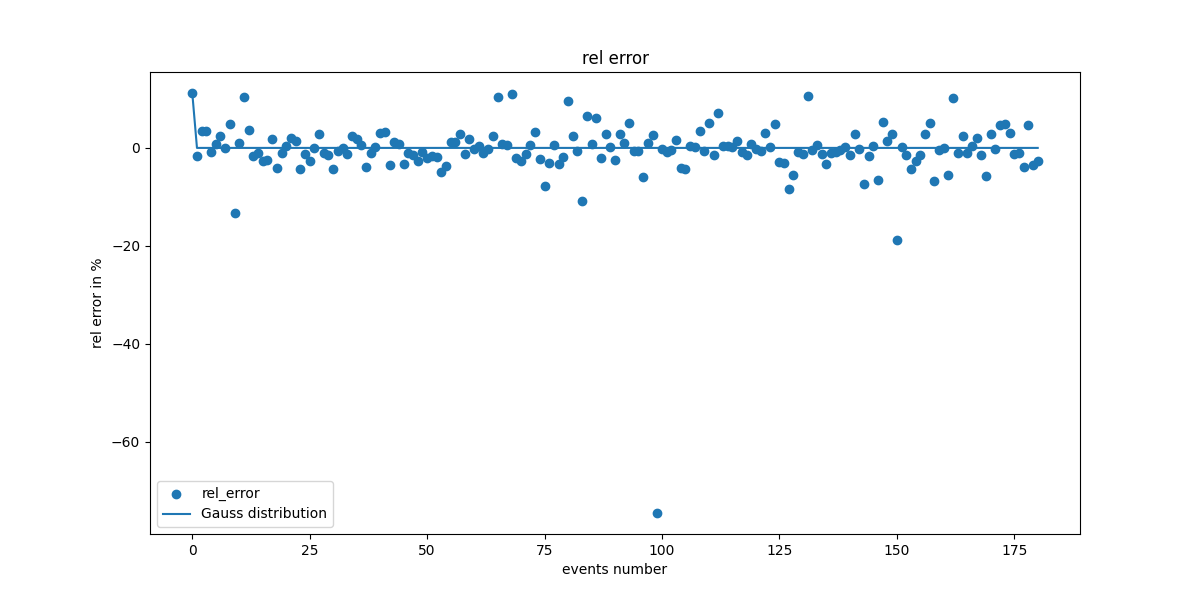 rel error
rel error in %
0
−20
−40
−60
rel_error
Gauss distribution
0
25
50
75
100
125
150
175
events number